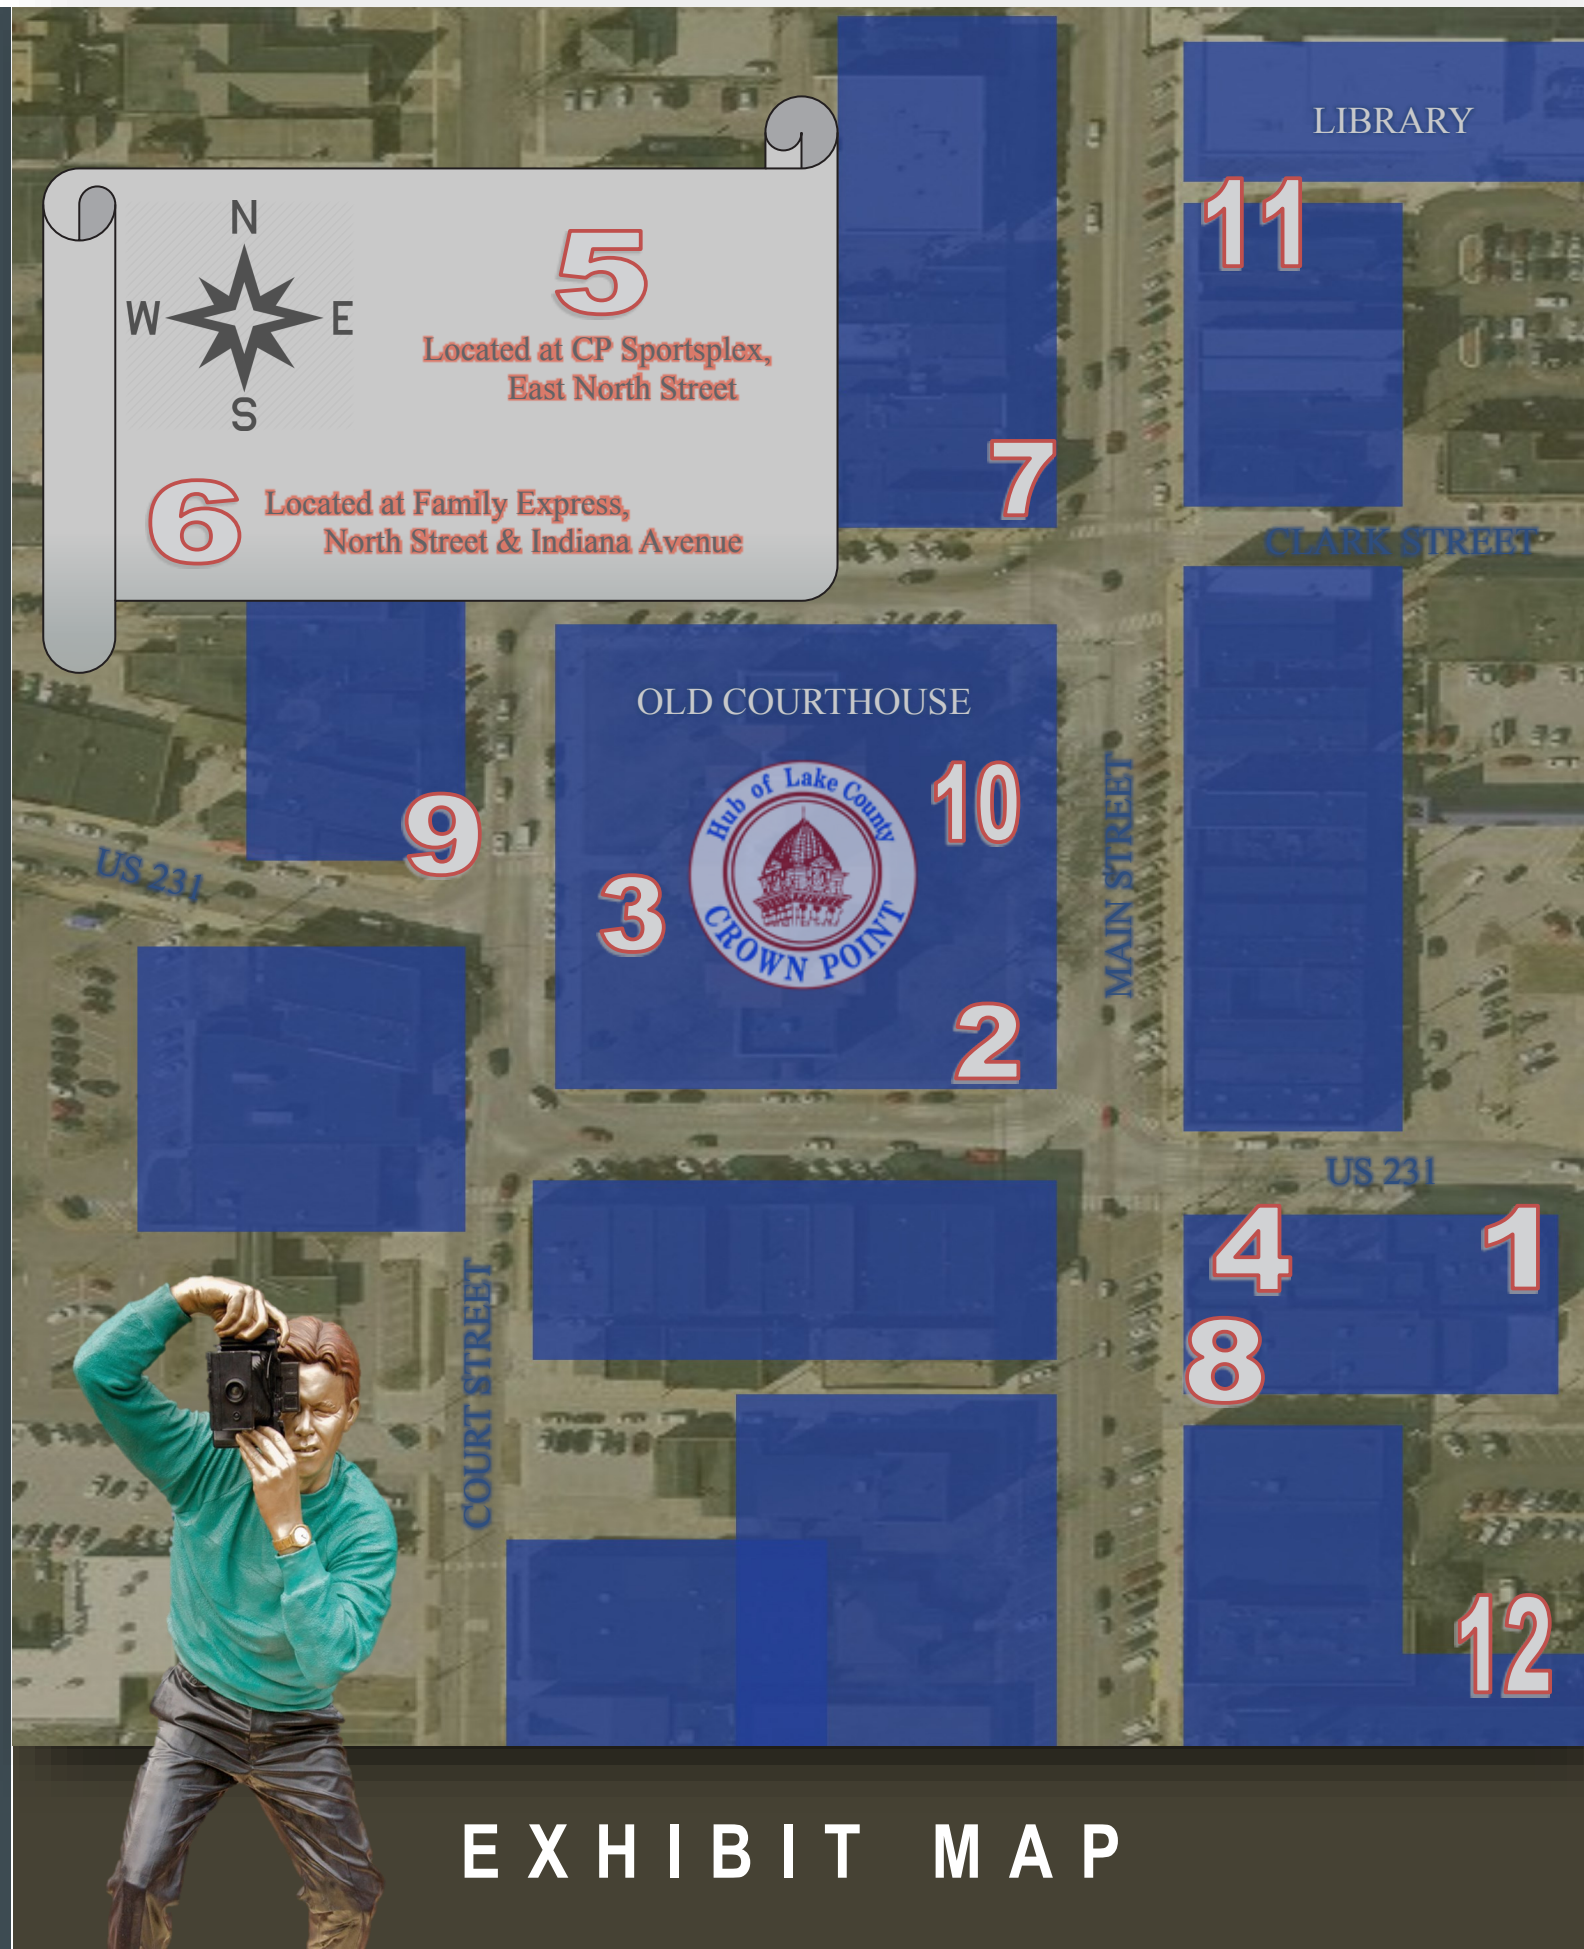 LIBRARY
11
N
W E
S
5
Located at CP Sportsplex,
East North Street
6
Located at Family Express,
North Street & Indiana Avenue
7
CLARK STREET
OLD COURTHOUSE
Hub of Lake County
CROWN POINT
10
9
3
2
US 231
MAIN STREET
US 231
4
1
8
COURT STREET
12
EXHIBIT MAP